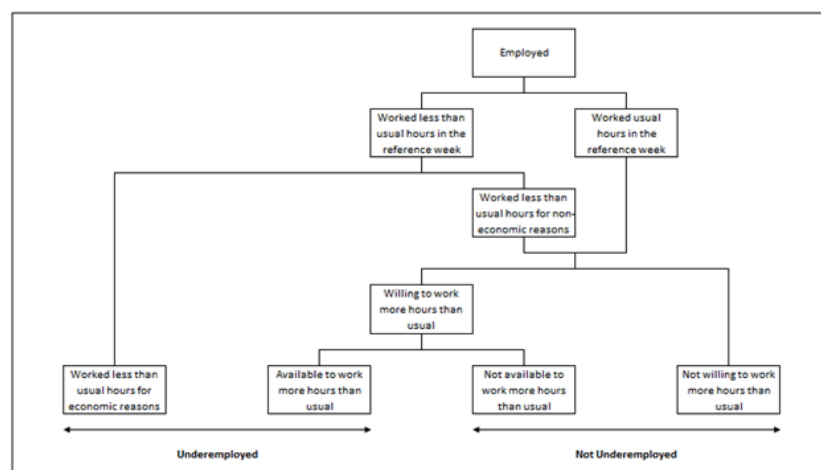 Employed
Worked less than
usual hours in the
reference week
Worked usual
hours in the
reference week
Worked less than
usual hours for non-
economic reasons
Willing to work
more hours than
usual
Worked less than
usual hours for
economic reasons
Available to work
more hours than
usual
Not available to
work more hours
than usual
Not willing to work
more hours than
usual
Underemployed
Not Underemployed